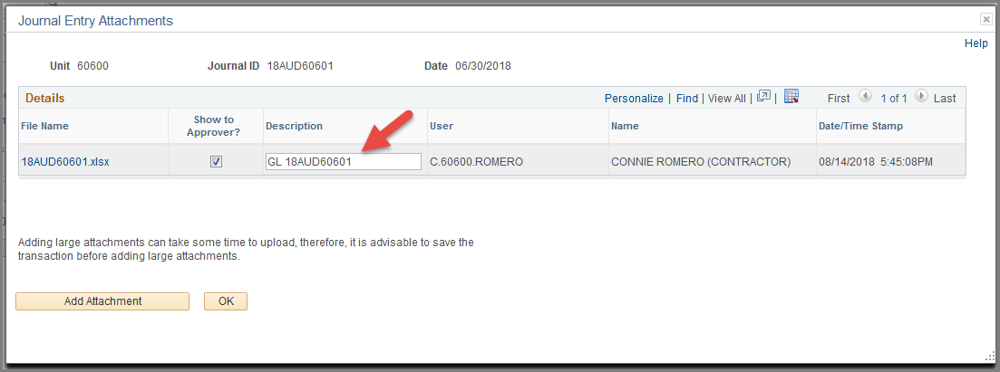 Journal Entry Attachments
Help
Unit 60600 Journal ID 18AUD60601 Date 06/30/2018
Details Personalize | Find | View All | | First 1 of 1 Last
File Name Show to Approver? Description User Name Date/Time Stamp
18AUD60601.xlsx GL 18AUD60601 C.60600.ROMERO CONNIE ROMERO (CONTRACTOR) 08/14/2018 5:45:08PM
Adding large attachments can take some time to upload, therefore, it is advisable to save the
transaction before adding large attachments.
Add Attachment OK